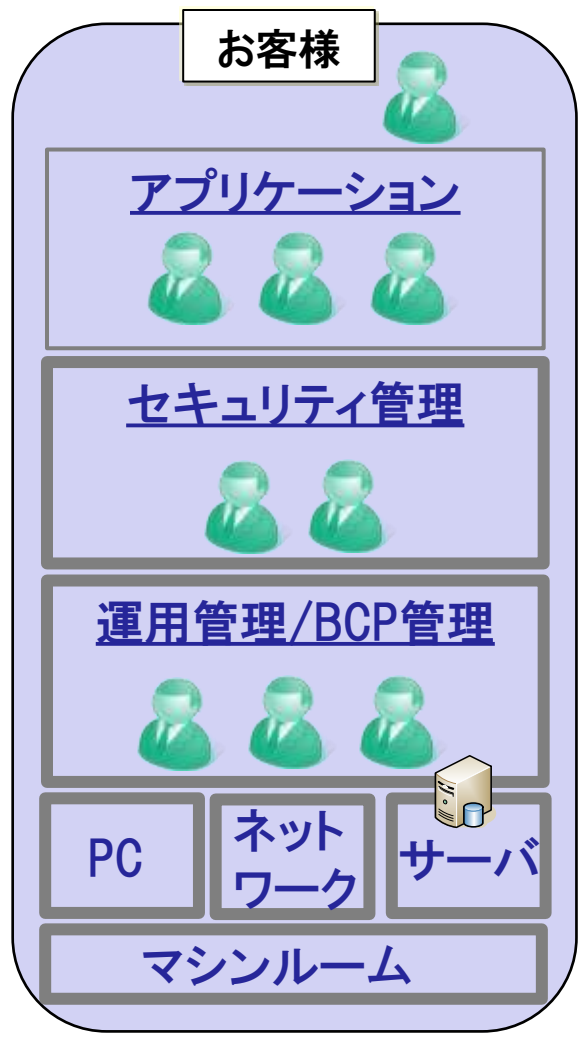 お客様
アプリケーション
セキュリティ管理
運用管理/BCP管理
PC
ネット
ワーク
サーバ
マシンルーム